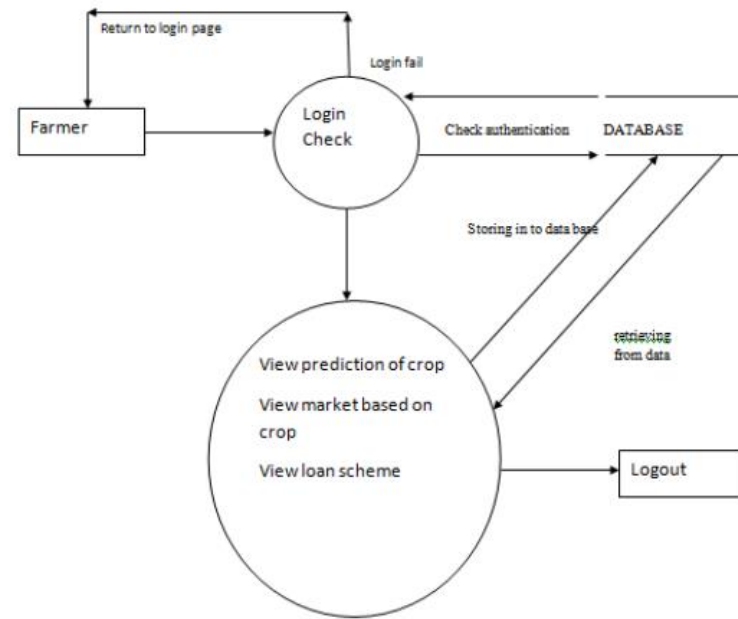 Return to login page
Login fail
Farmer
Login
Check
Check authentication
DATABASE
Storing in to data base
retrieving
from data
View prediction of crop
View market based on
crop
View loan scheme
Logout